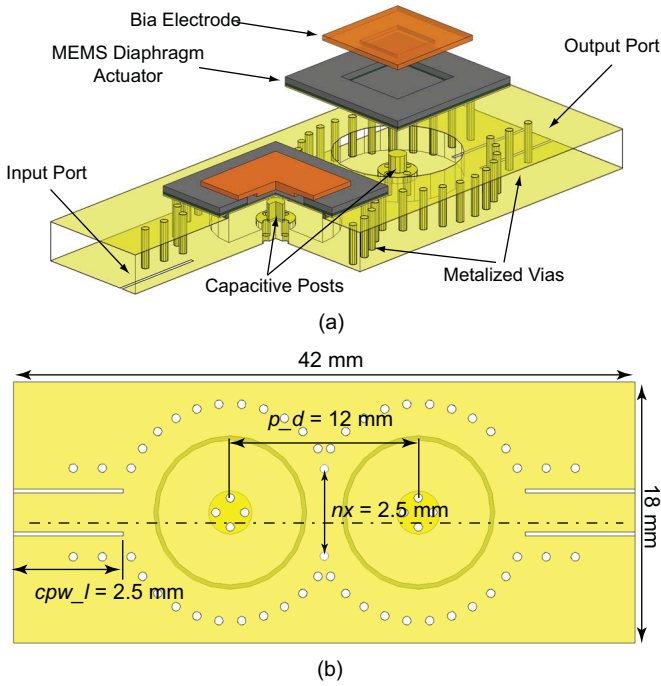 Bia Electrode
MEMS Diaphragm
Actuator
Output Port
Input Port
Capacitive Posts
Metalized Vias
(a)
42 mm
p_d = 12 mm
nx = 2.5 mm
18 mm
cpw_l = 2.5 mm
(b)